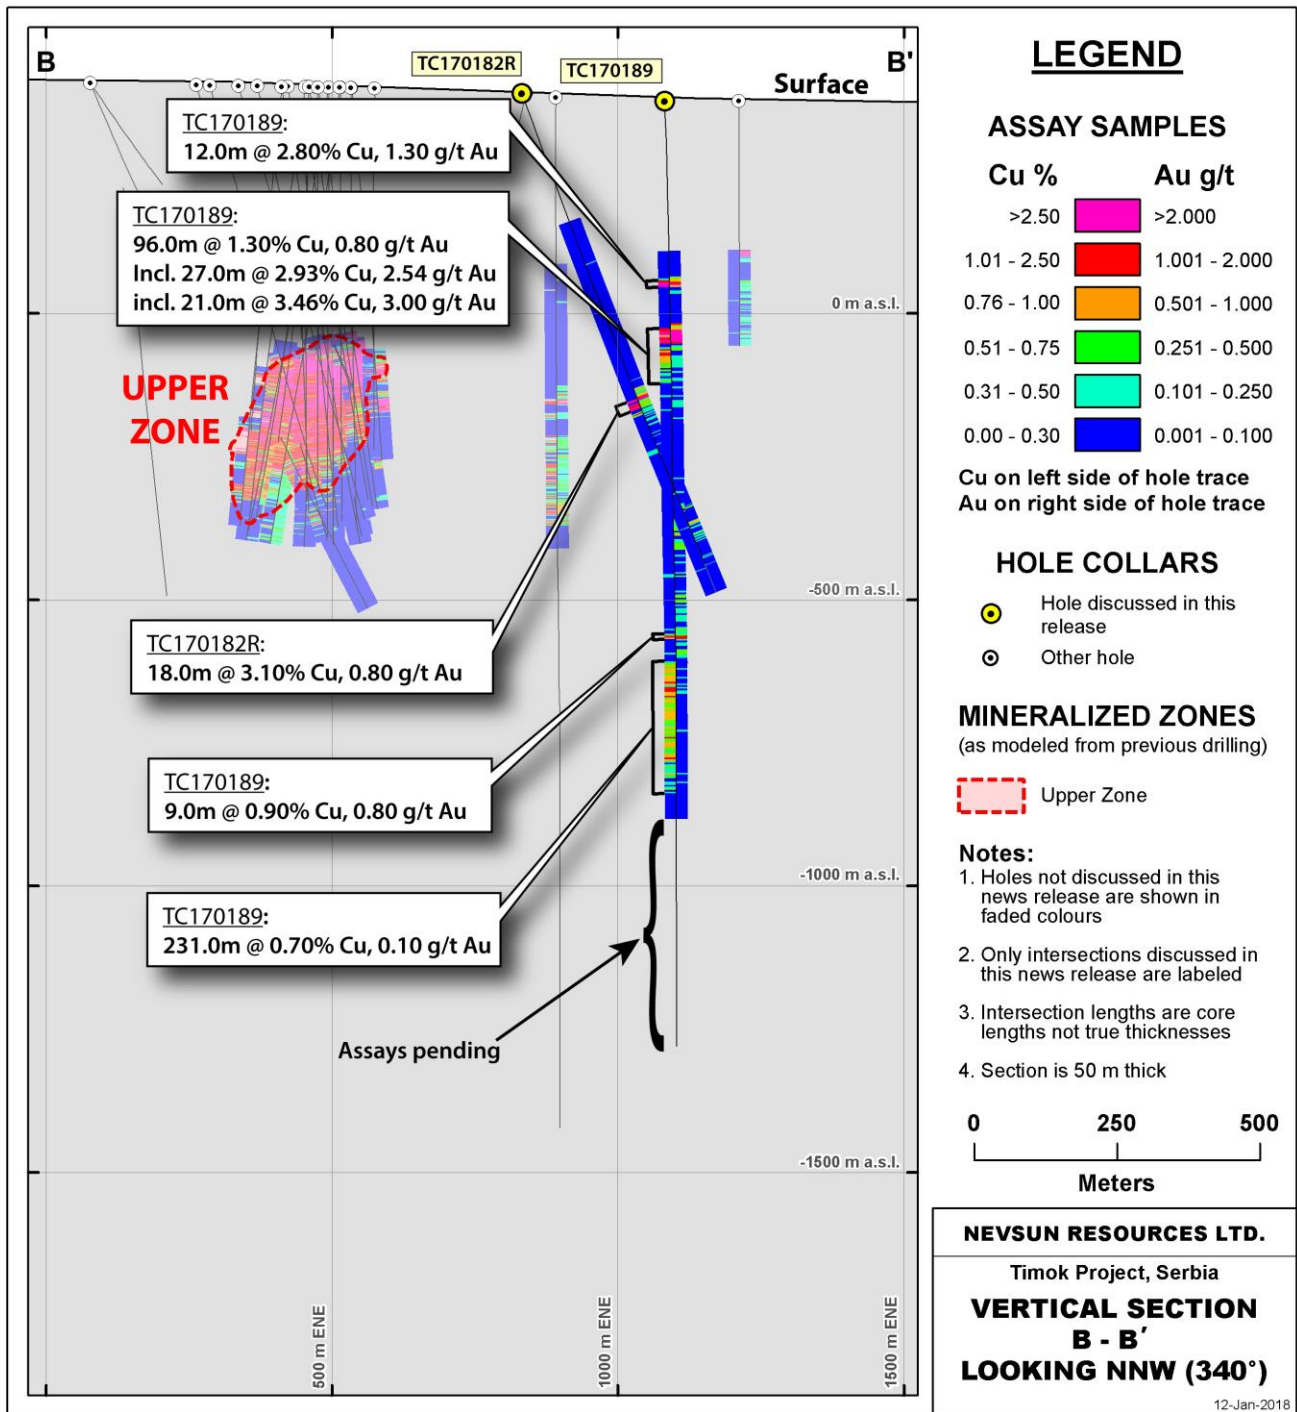 B
B'
TC170182R
TC170189
Surface
TC170189:
12.0m @ 2.80% Cu, 1.30 g/t Au
TC170189:
96.0m @ 1.30% Cu, 0.80 g/t Au
Incl. 27.0m @ 2.93% Cu, 2.54 g/t Au
incl. 21.0m @ 3.46% Cu, 3.00 g/t Au
0 m a.s.l.
UPPER
ZONE
-500 m a.s.l.
TC170182R:
18.0m @ 3.10% Cu, 0.80 g/t Au
TC170189:
9.0m @ 0.90% Cu, 0.80 g/t Au
-1000 m a.s.l.
TC170189:
231.0m @ 0.70% Cu, 0.10 g/t Au
Assays pending
-1500 m a.s.l.
500 m ENE
1000 m ENE
1500 m ENE
LEGEND
ASSAY SAMPLES
Cu % Au g/t
>2.50 >2.000
1.01 - 2.50 1.001 - 2.000
0.76 - 1.00 0.501 - 1.000
0.51 - 0.75 0.251 - 0.500
0.31 - 0.50 0.101 - 0.250
0.00 - 0.30 0.001 - 0.100
Cu on left side of hole trace
Au on right side of hole trace
HOLE COLLARS
Hole discussed in this
release
Other hole
MINERALIZED ZONES
(as modeled from previous drilling)
Upper Zone
Notes:
1. Holes not discussed in this
news release are shown in
faded colours
2. Only intersections discussed in
this news release are labeled
3. Intersection lengths are core
lengths not true thicknesses
4. Section is 50 m thick
0 250 500
Meters
NEVSUN RESOURCES LTD.
Timok Project, Serbia
VERTICAL SECTION
B - B'
LOOKING NNW (340°)
12-Jan-2018